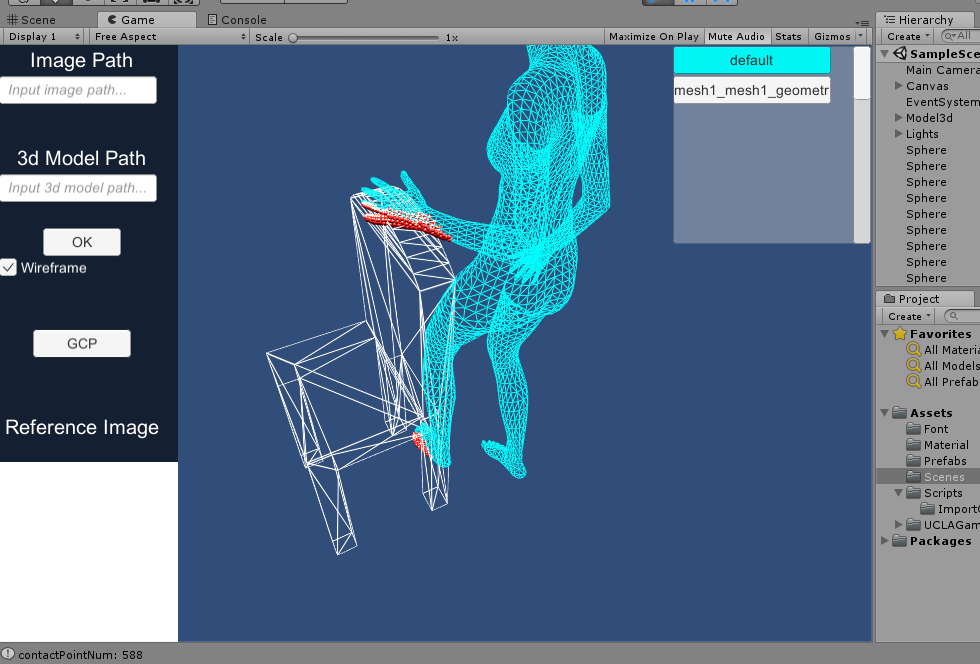 Scene
Game
Console
Display 1
Free Aspect
Scale
1x
Maximize On Play
Mute Audio
Stats
Gizmos
Image Path
Input image path...
3d Model Path
Input 3d model path...
OK
Wireframe
GCP
Reference Image
default
mesh1_mesh1_geometr
Hierarchy
Create
All
SampleSce
Main Camera
Canvas
EventSystem
Model3d
Lights
Sphere
Sphere
Sphere
Sphere
Sphere
Sphere
Sphere
Sphere
Sphere
Project
Create
Favorites
All Materia
All Models
All Prefab
Assets
Font
Material
Prefabs
Scenes
Scripts
Import
UCLAGam
Packages
contactPointNum: 588